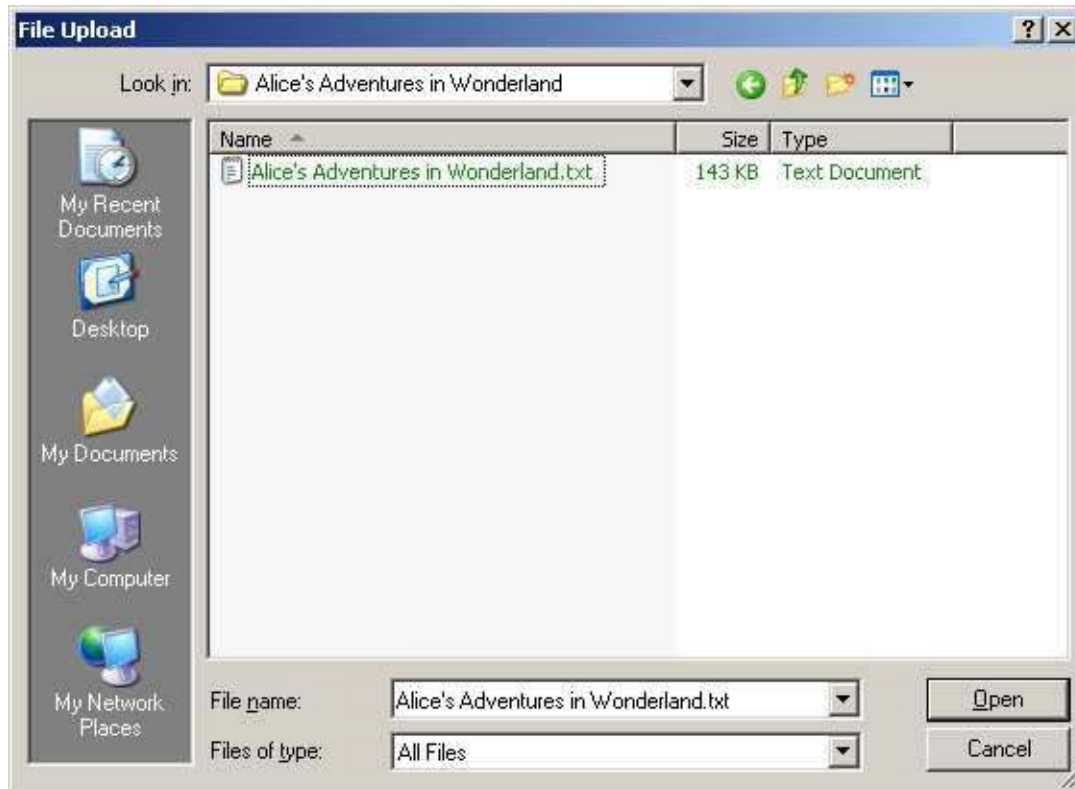 File Upload
Look in: Alice's Adventures in Wonderland
Name Size Type
Alice's Adventures in Wonderland.txt 143 KB Text Document
My Recent
Documents
Desktop
My Documents
My Computer
My Network
Places
File name: Alice's Adventures in Wonderland.txt Open
Files of type: All Files Cancel